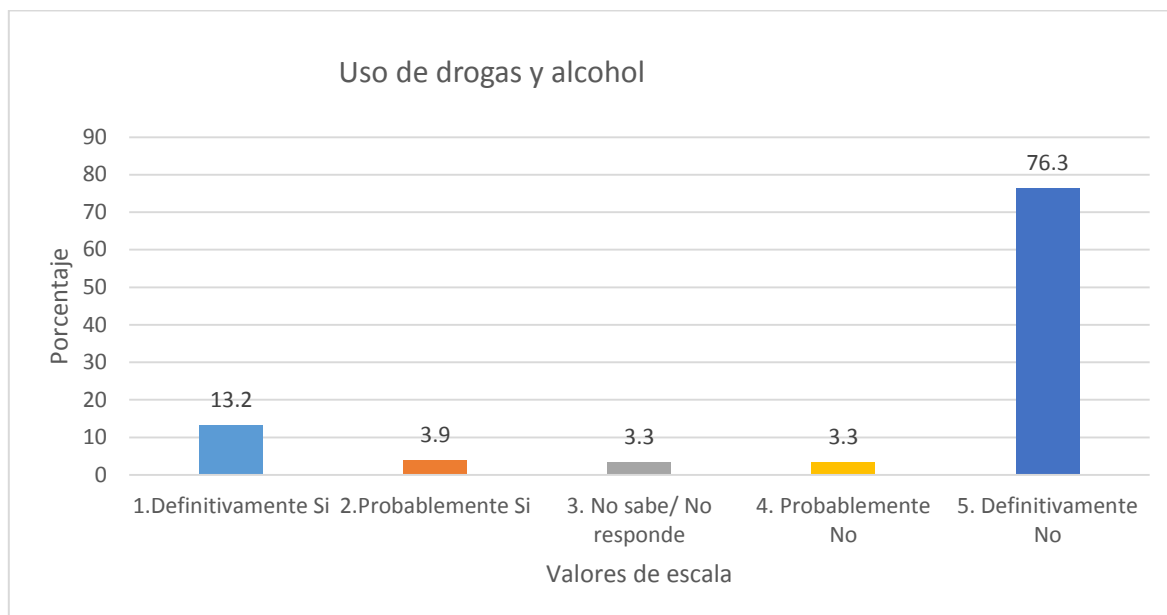 Uso de drogas y alcohol
90
80
70
60
50
40
30
20
10
0
Porcentaje
13.2
3.9
3.3
3.3
76.3
1.Definitivamente Si
2.Probablemente Si
3. No sabe/ No
responde
4. Probablemente
No
5. Definitivamente
No
Valores de escala